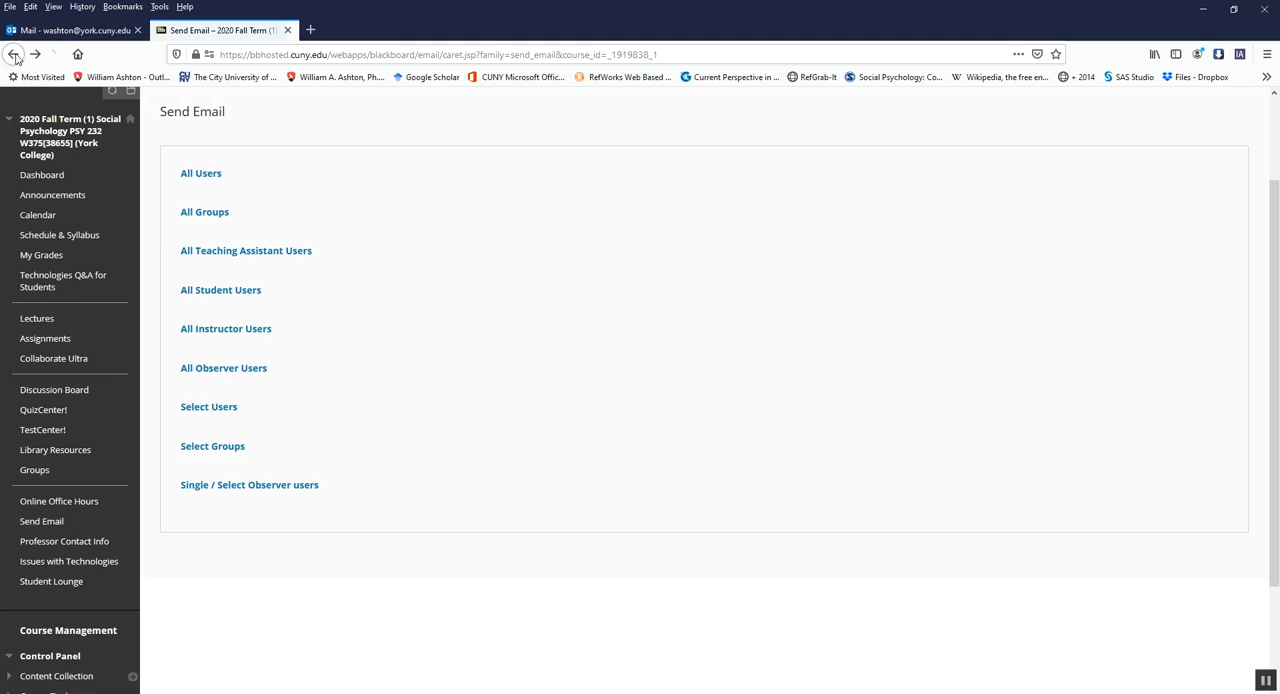 File Edit View History Bookmarks Tools Help
Mail - washton@york.cuny.edu
Send Email – 2020 Fall Term (1)
https://bbhosted.cuny.edu/webapps/blackboard/email/caret.jsp?family=send_email&course_id=_1919838_1
Most Visited William Ashton - Outl... The City University of ... William A. Ashton, Ph.... Google Scholar CUNY Microsoft Offic... RefWorks Web Based ... Current Perspective in ... RefGrab-It Social Psychology: Co... Wikipedia, the free en... + 2014 SAS Studio Files - Dropbox
2020 Fall Term (1) Social
Psychology PSY 232
W375[38655] (York
College)
Dashboard
Announcements
Calendar
Schedule & Syllabus
My Grades
Technologies Q&A for
Students
Lectures
Assignments
Collaborate Ultra
Discussion Board
QuizCenter!
TestCenter!
Library Resources
Groups
Online Office Hours
Send Email
Professor Contact Info
Issues with Technologies
Student Lounge
Course Management
Control Panel
Content Collection
Send Email
All Users
All Groups
All Teaching Assistant Users
All Student Users
All Instructor Users
All Observer Users
Select Users
Select Groups
Single / Select Observer users